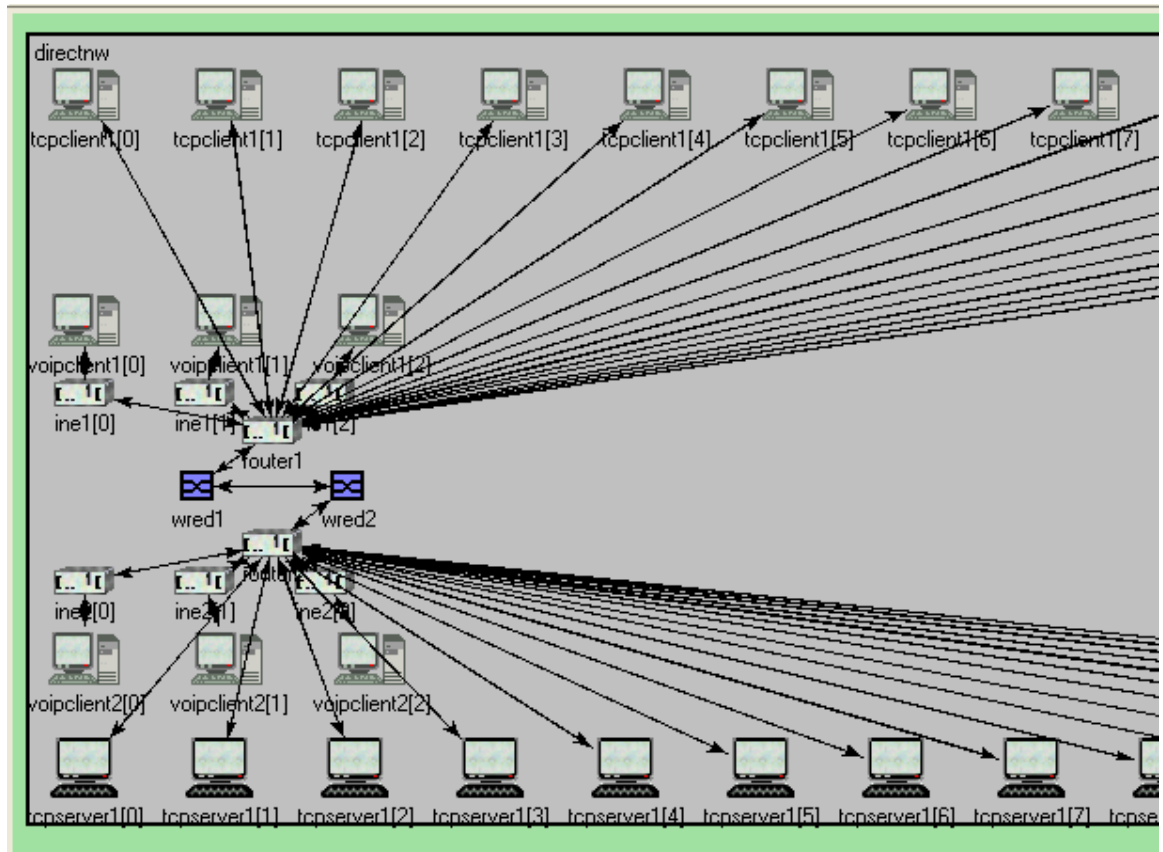 directnw
tcpclient1[0] tcpclient1[1] tcpclient1[2] tcpclient1[3] tcpclient1[4] tcpclient1[5] tcpclient1[6] tcpclient1[7]
voipclient1[0] voipclient1[1] voipclient1[2]
ine1[0] ine1[1]
router1
wred1 wred2
ine2[0] ine2[1]
voipclient2[0] voipclient2[1] voipclient2[2]
tcpserver1[0] tcpserver1[1] tcpserver1[2] tcpserver1[3] tcpserver1[4] tcpserver1[5] tcpserver1[6] tcpserver1[7]